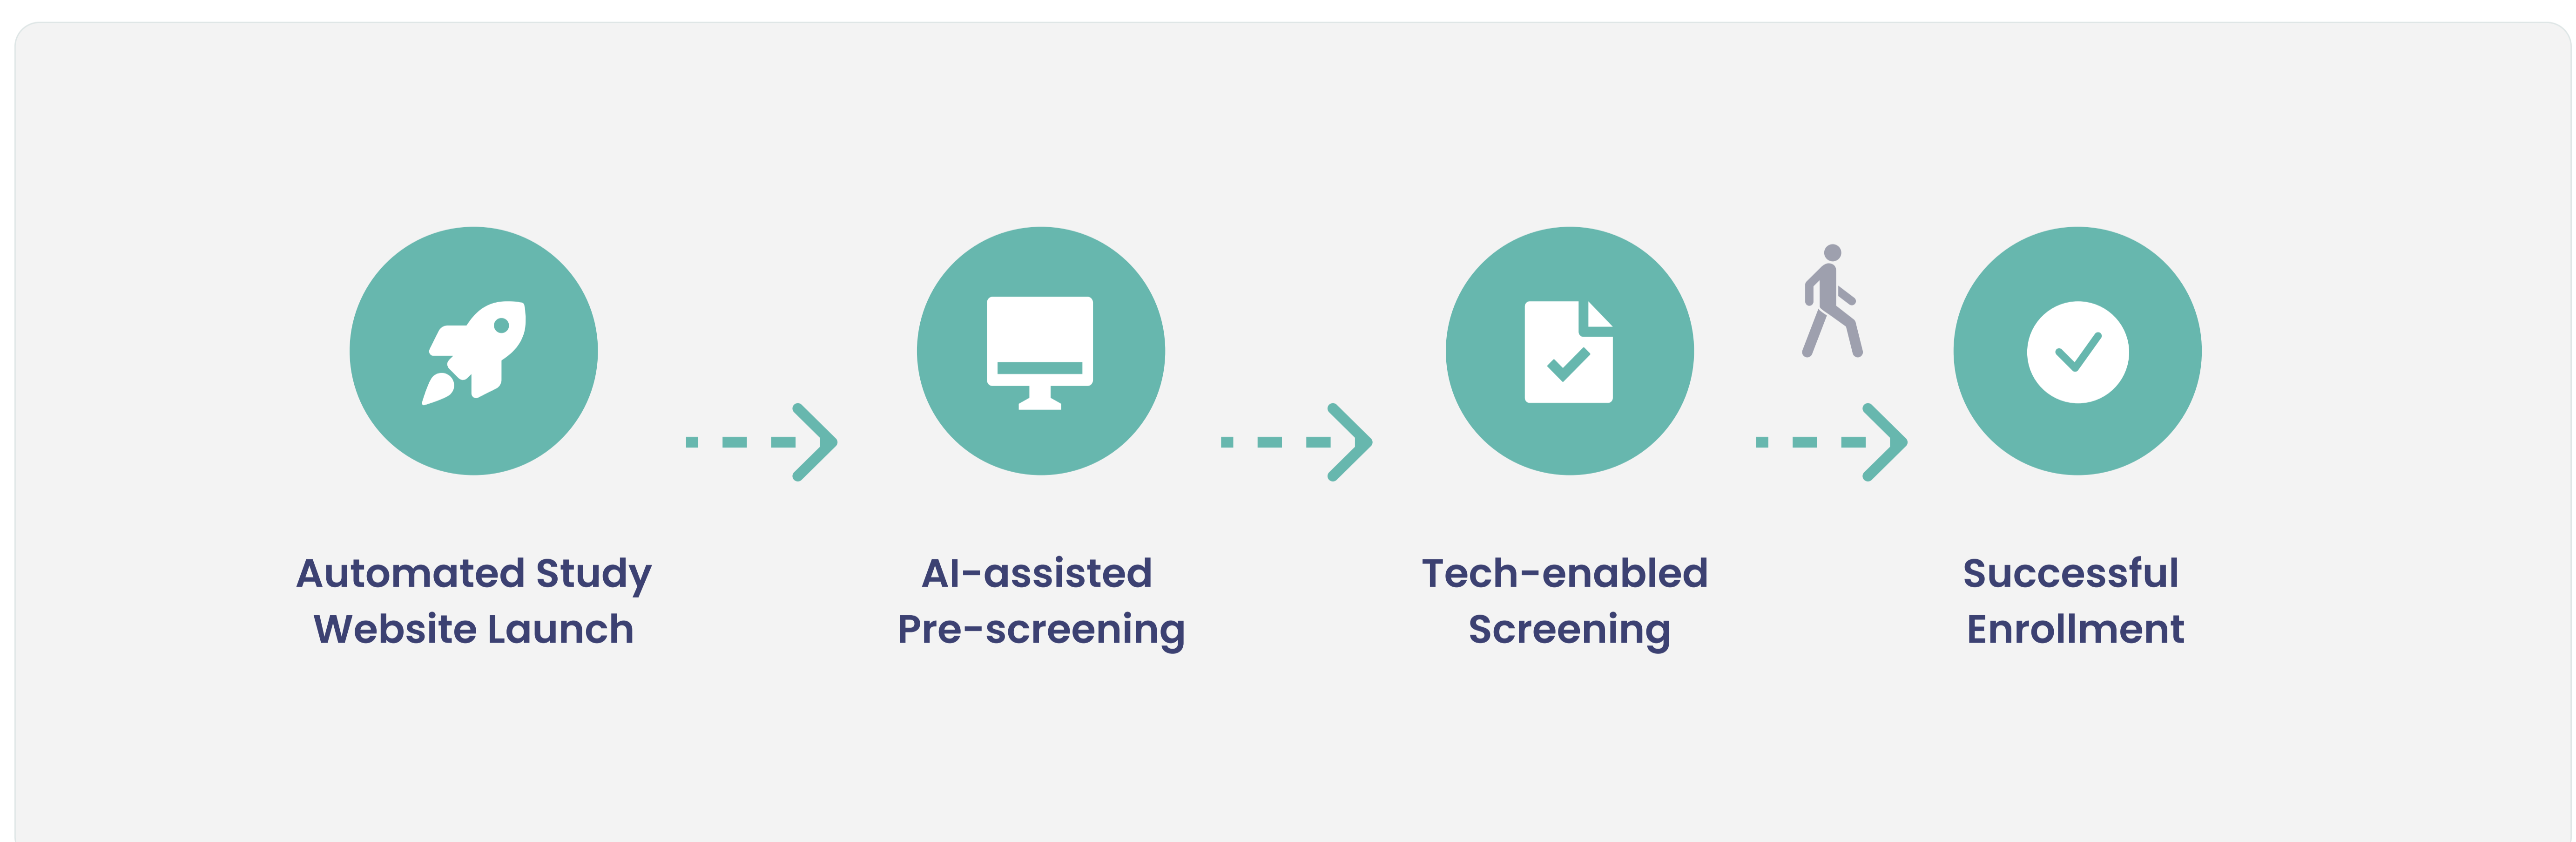 Automated Study
Website Launch
AI-assisted
Pre-screening
Tech-enabled
Screening
Successful
Enrollment